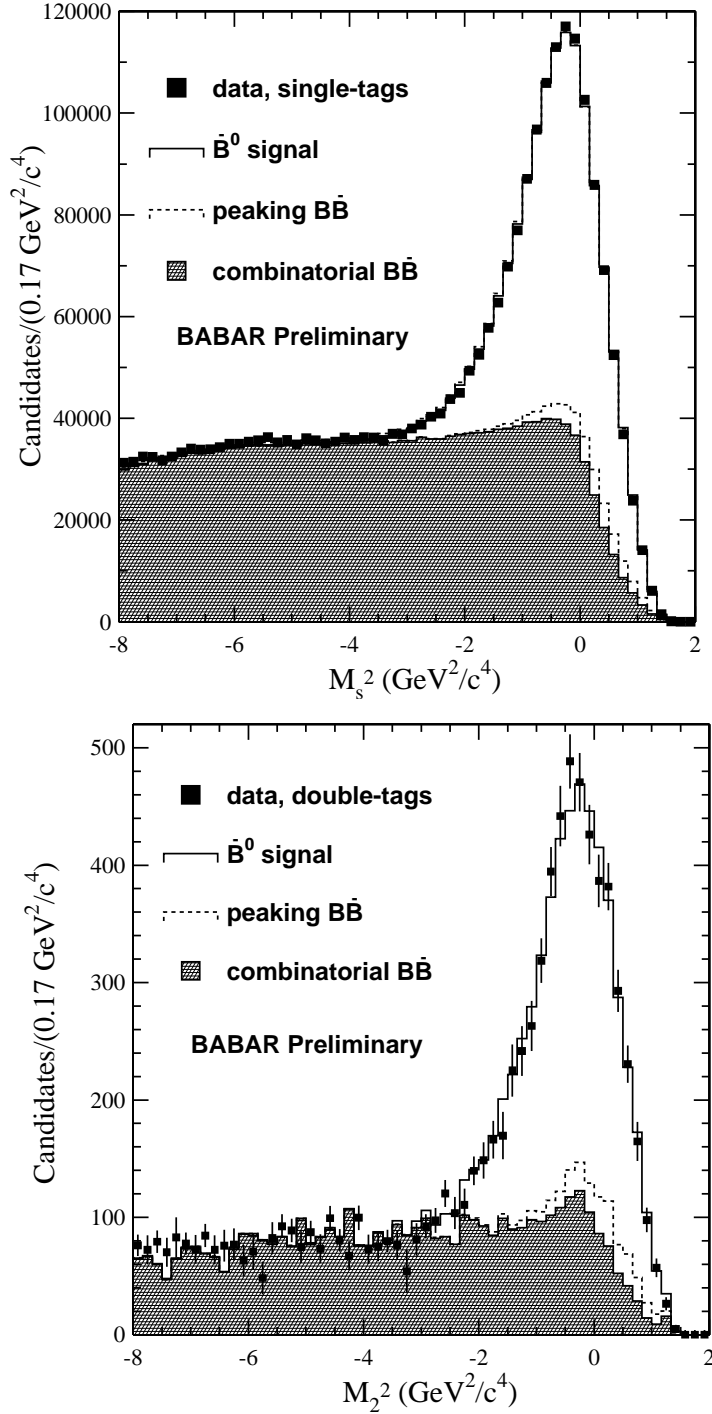 120000
100000
80000
60000
40000
20000
0
Candidates/(0.17 GeV²/c⁴)
data, single-tags
B̄⁰ signal
peaking BB̄
combinatorial BB̄
BABAR Preliminary
-8 -6 -4 -2 0 2
Mₛ² (GeV²/c⁴)
500
400
300
200
100
0
Candidates/(0.17 GeV²/c⁴)
data, double-tags
B̄⁰ signal
peaking BB̄
combinatorial BB̄
BABAR Preliminary
-8 -6 -4 -2 0 2
M₂² (GeV²/c⁴)